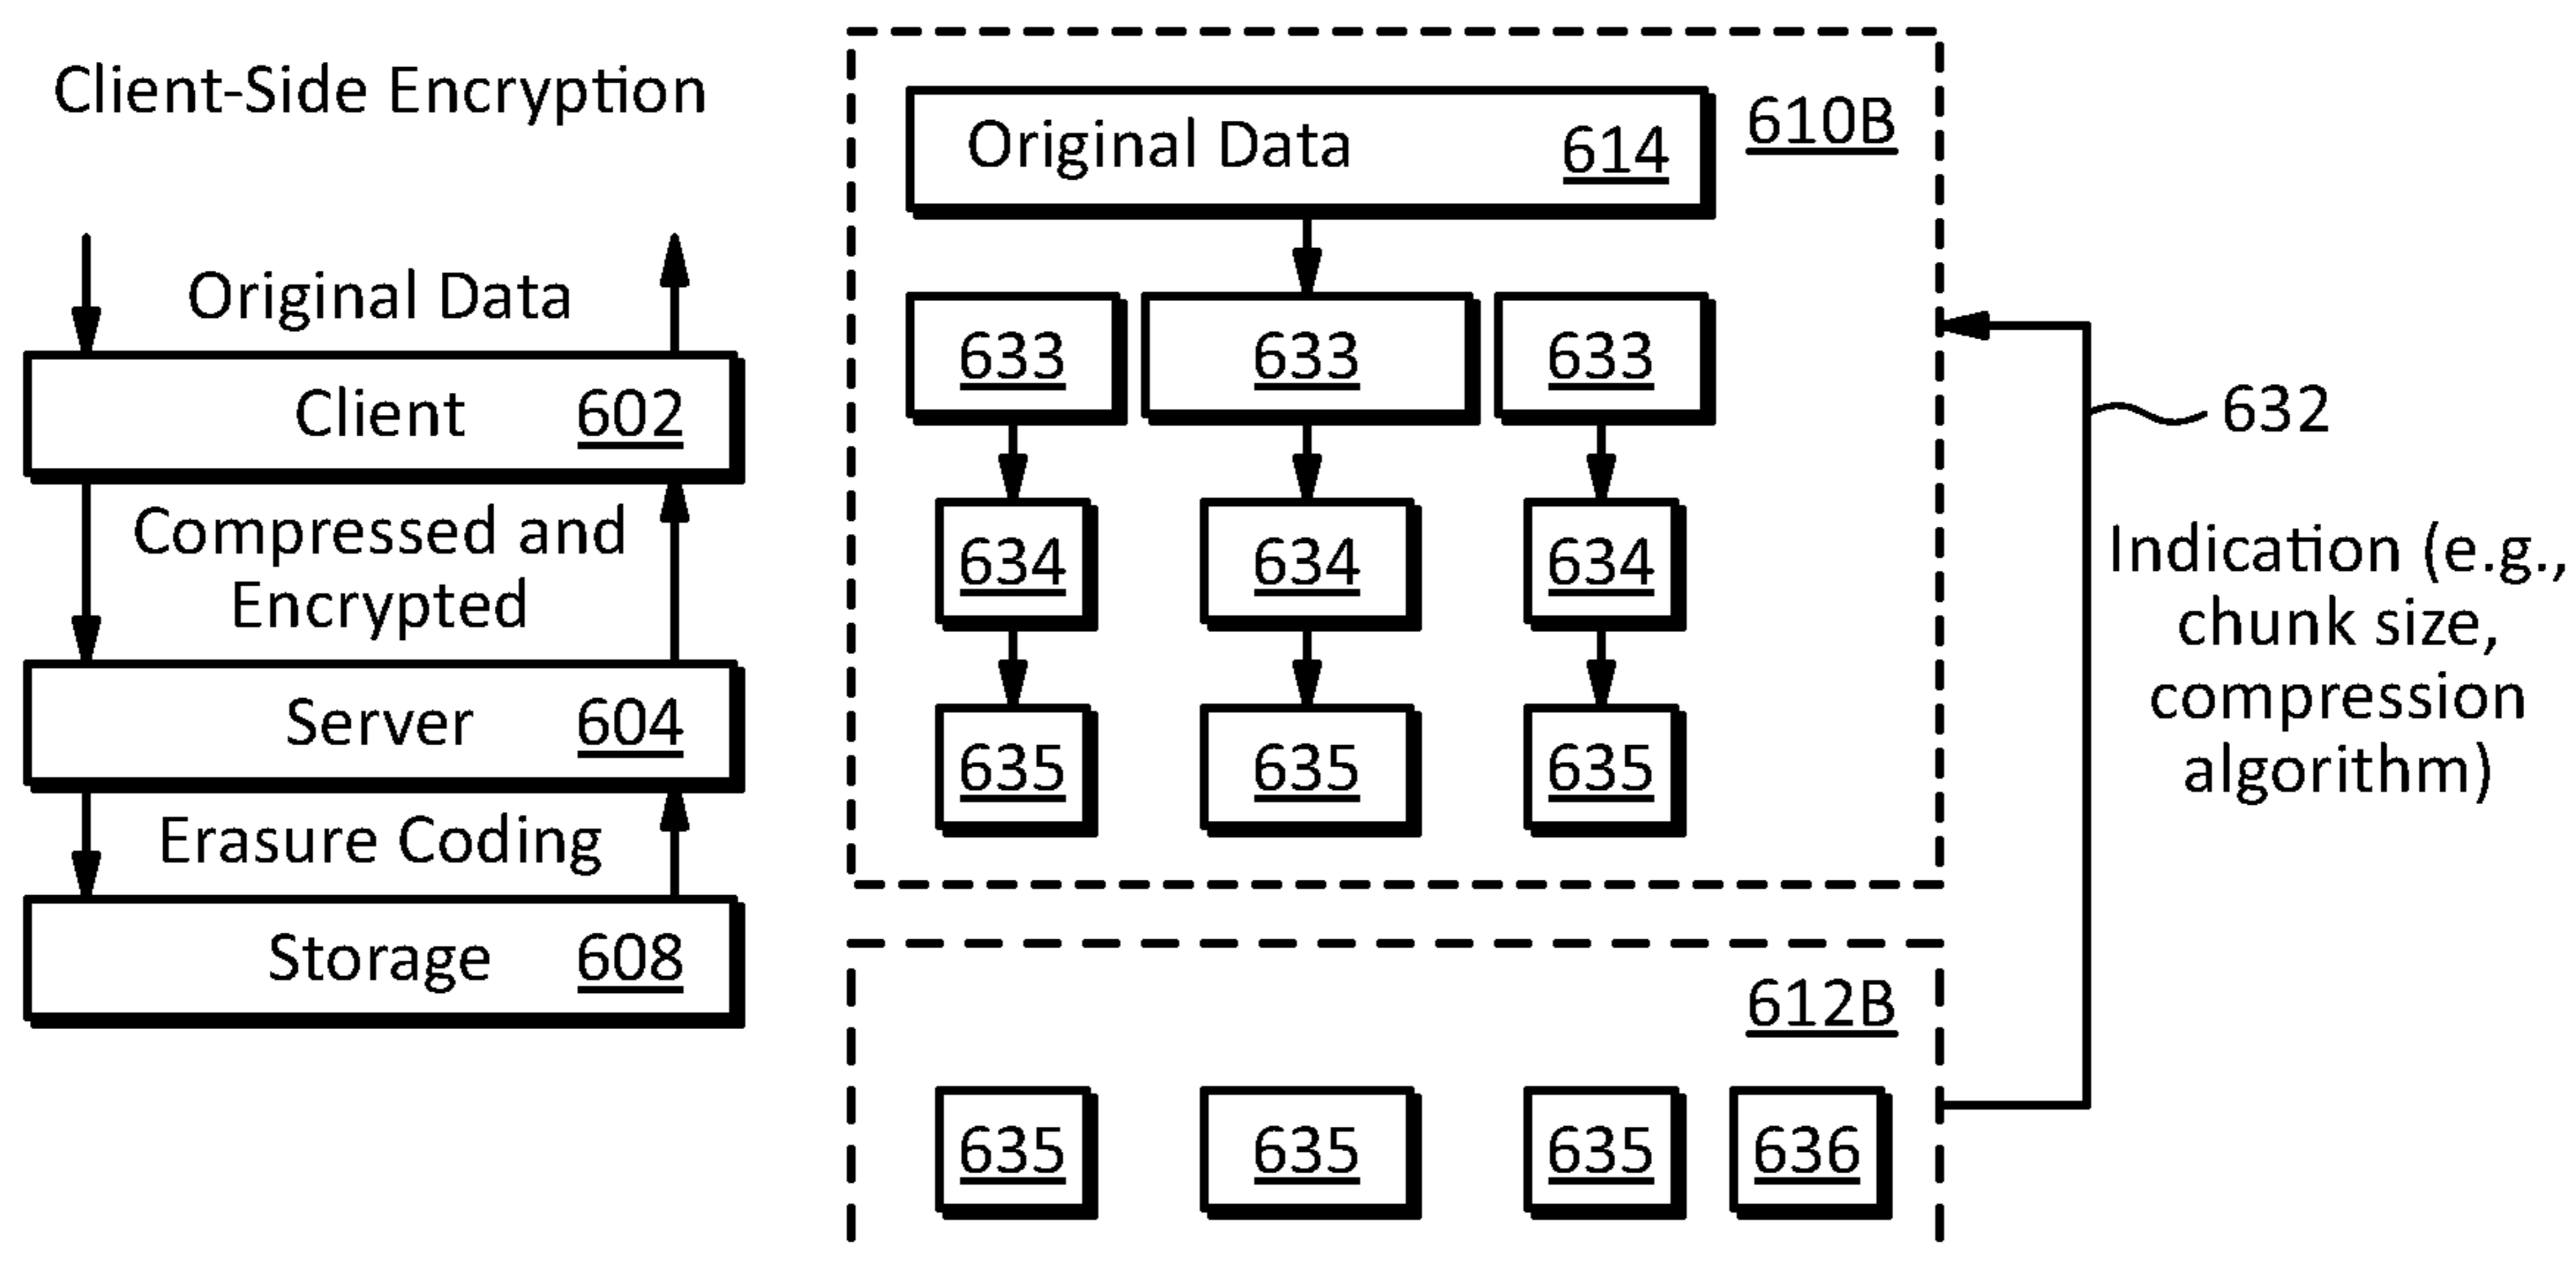 Client-Side Encryption
Original Data
Client 602
Compressed and
Encrypted
Server 604
Erasure Coding
Storage 608
610B
Original Data 614
633 633 633
634 634 634
635 635 635
612B
635 635 635 636
632
Indication (e.g.,
chunk size,
compression
algorithm)